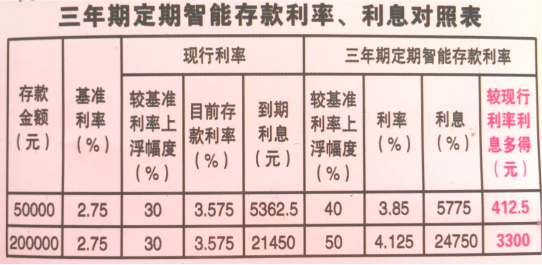 三年期定期智能存款利率、利息对照表
存款金额(元) 基准利率(%) 现行利率 三年期定期智能存款利率
较基准利率上浮幅度(%) 目前存款利率(%) 到期利息(元) 较基准利率上浮幅度(%) 利率(%) 利息(%) 较现行利率利息多得(元)
50000 2.75 30 3.575 5362.5 40 3.85 5775 412.5
200000 2.75 30 3.575 21450 50 4.125 24750 3300